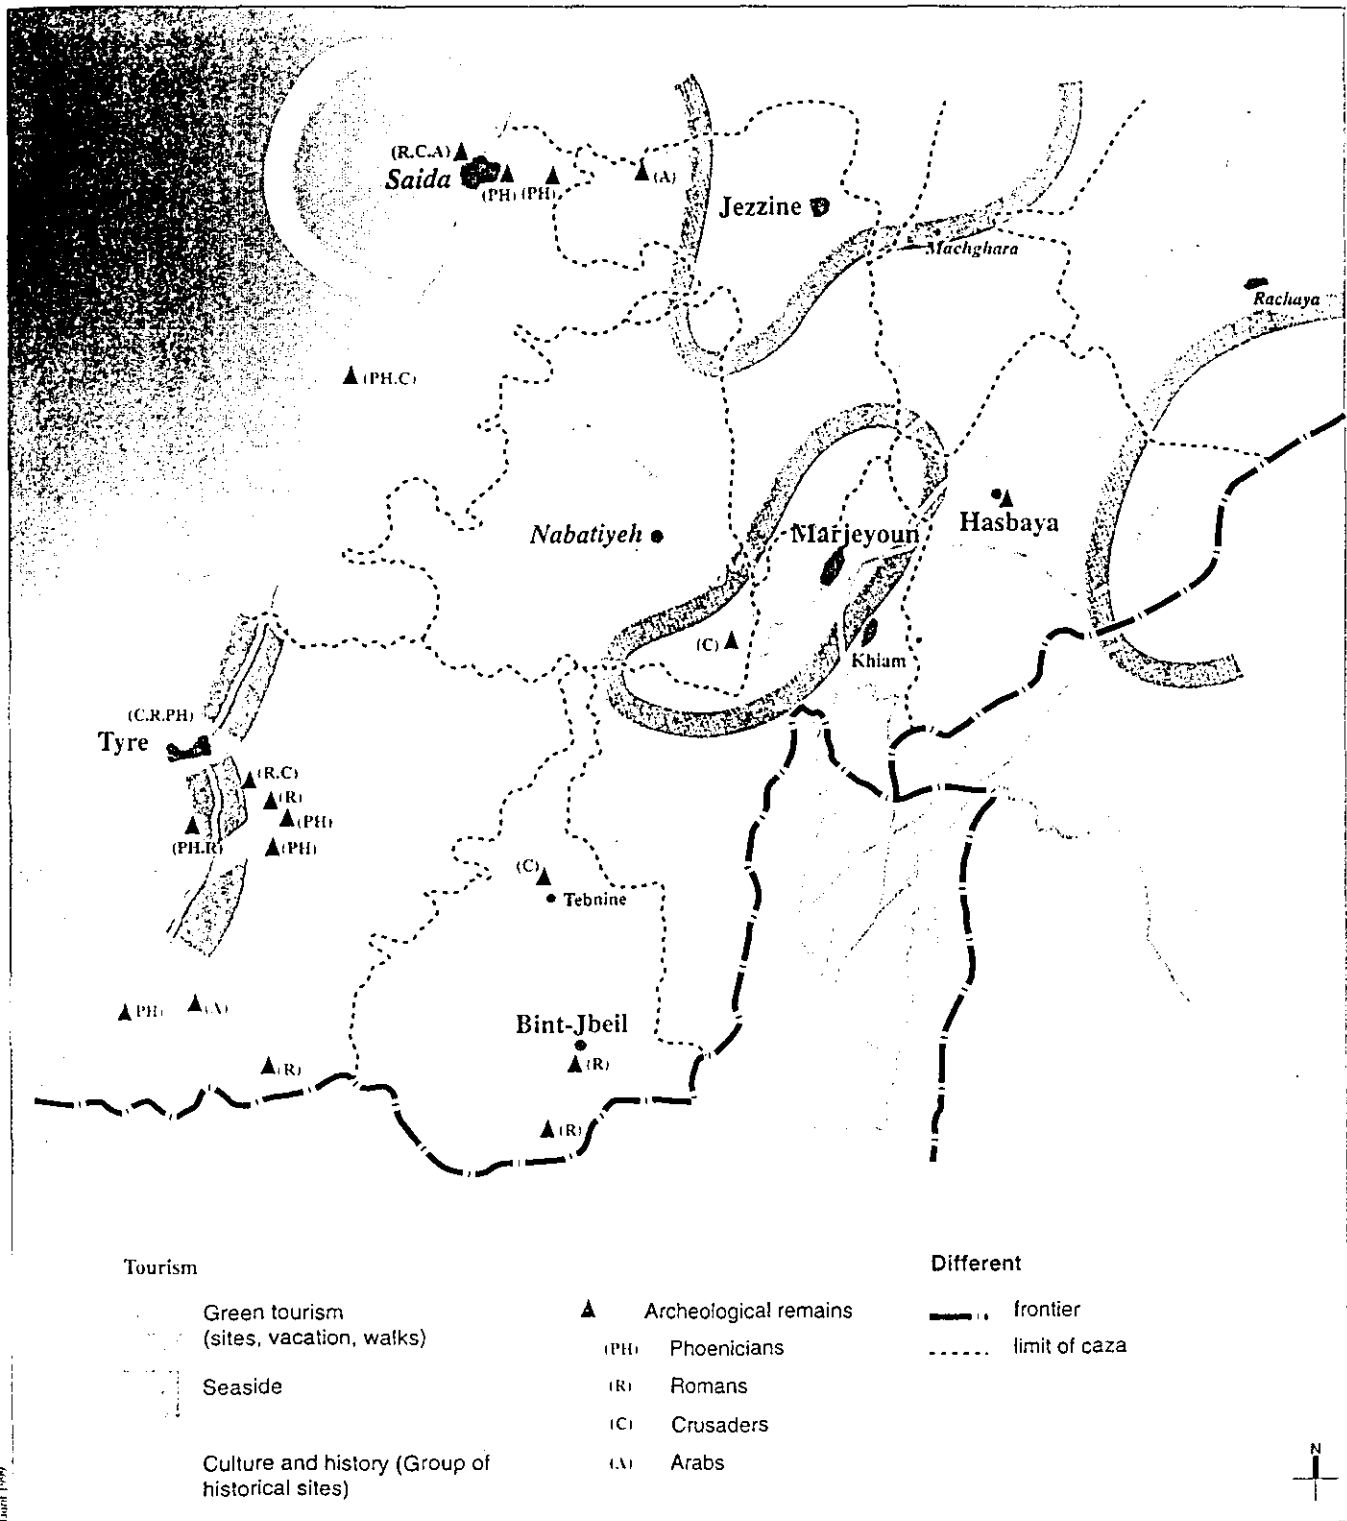 (R.C.A)
Saida
(PH)
(PH)
(A)
Jezzine
Machghara
Rachaya
(PH.C)
Nabatiyeh
Marjeyoun
Hasbaya
(C)
Khiam
(C.R.PH)
Tyre
(R.C)
(R)
(PH)
(PH.R)
(PH)
(C)
Tebnine
(PH)
(A)
Bint-Jbeil
(R)
(R)
(R)
Tourism
Green tourism
(sites, vacation, walks)
Seaside
Culture and history (Group of
historical sites)
Archeological remains
(PH) Phoenicians
(R) Romans
(C) Crusaders
(A) Arabs
Different
frontier
limit of caza
N